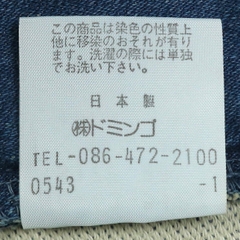 この商品は染色の性質上
他に移染のおそれが有り
ます。洗濯の際には単独
でお洗い下さい。
日本製
㈱ドミンゴ
TEL-086-472-2100
0543 -1